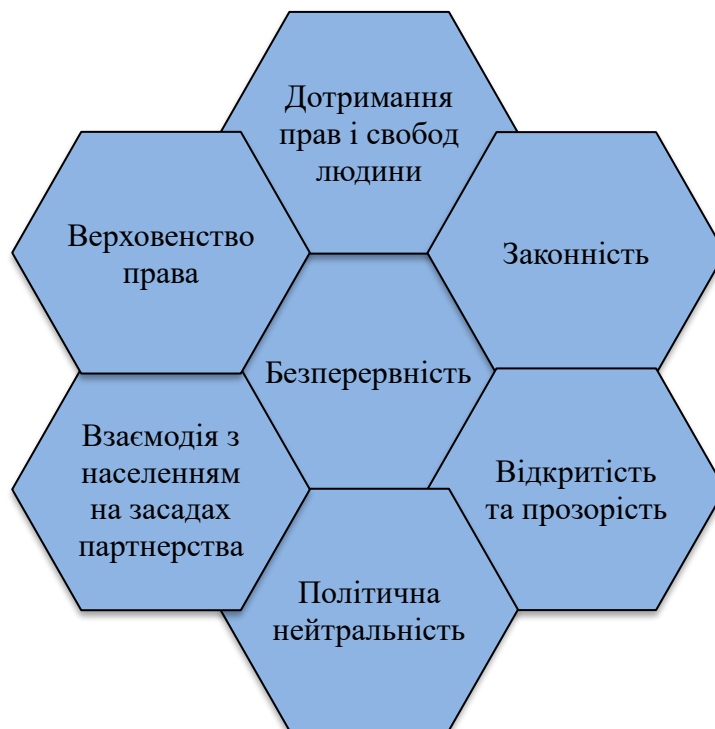 Дотримання
прав і свобод
людини
Верховенство
права
Законність
Безперервність
Взаємодія з
населенням
на засадах
партнерства
Відкритість
та прозорість
Політична
нейтральність